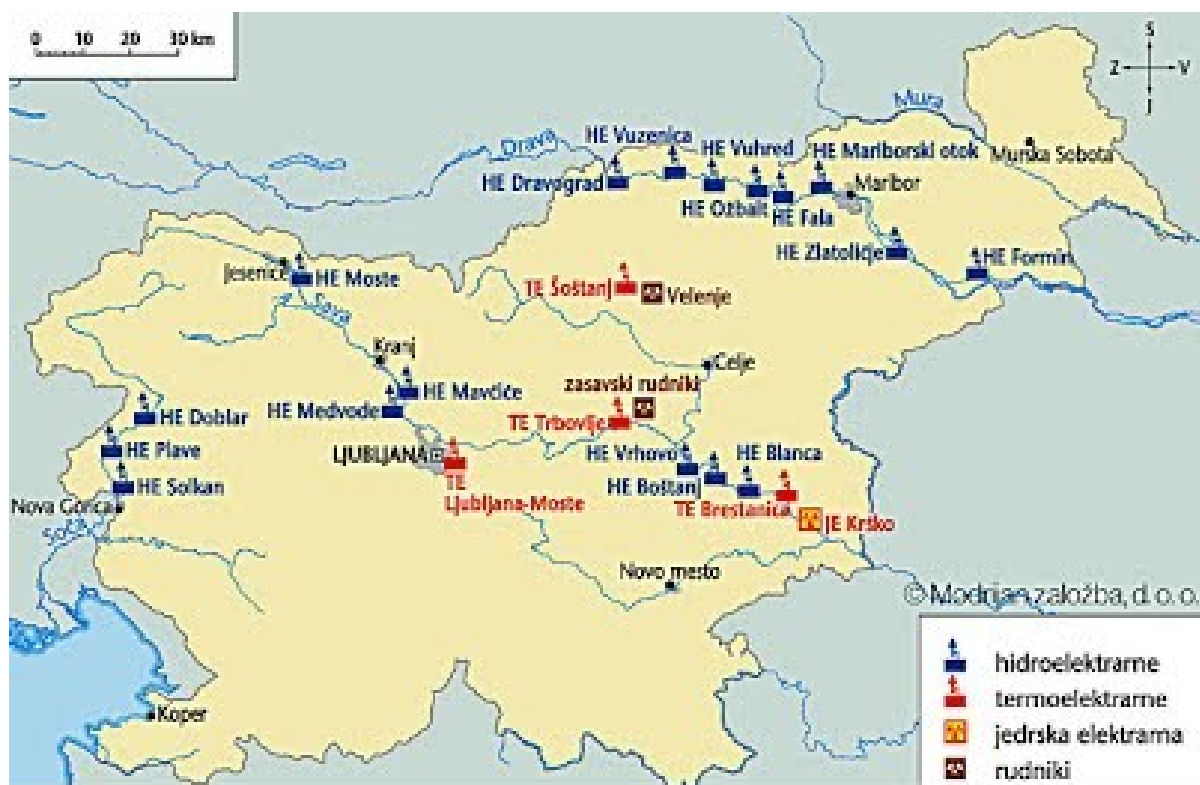 0 10 20 30 km
S
Z V
J
Mura
Drava
HE Vuzenica
HE Vuhred
HE Mariborski otok
Murska Sobota
HE Dravograd
Maribor
HE Ožbalt
HE Fala
HE Zlatoličje
HE Formin
Jesenice
HE Moste
TE Šoštanj
Velenje
Sava
Kranj
Celje
zasavski rudniki
HE Mavčiče
HE Medvode
HE Doblar
TE Trbovlje
HE Plave
LJUBLJANA
HE Vrhovo
HE Blanca
TE
Ljubljana-Moste
HE Boštanj
HE Solkan
TE Brestanica
Nova Gorica
JE Krško
Soča
Novo mesto
© Modrijan založba, d. o. o.
hidroelektrarne
termoelektrarne
Koper
jedrska elektrarna
rudniki